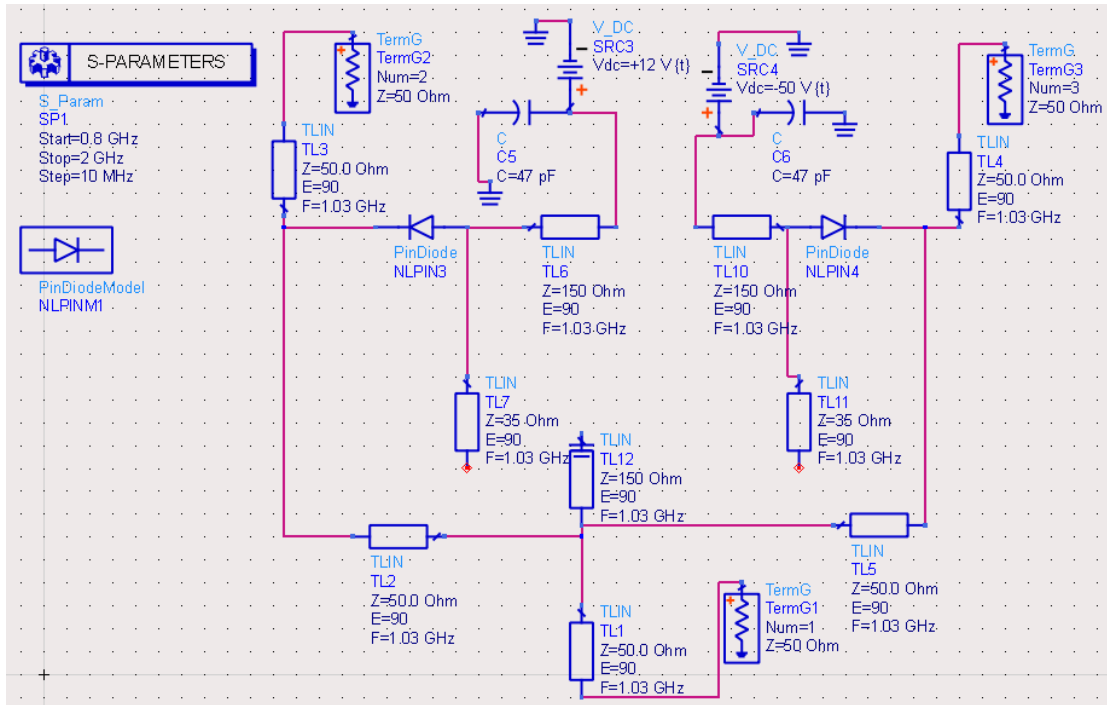 S-PARAMETERS
S_Param
SP1
Start=0.8 GHz
Stop=2 GHz
Step=10 MHz
PinDiodeModel
NLPINM1
TermG
TermG2
Num=2
Z=50 Ohm
TLIN
TL3
Z=50.0 Ohm
E=90
F=1.03 GHz
V_DC
SRC3
Vdc=+12 V {t}
C
C5
C=47 pF
V_DC
SRC4
Vdc=-50 V {t}
C
C6
C=47 pF
TermG
TermG3
Num=3
Z=50 Ohm
TLIN
TL4
Z=50.0 Ohm
E=90
F=1.03 GHz
PinDiode
NLPIN3
TLIN
TL6
Z=150 Ohm
E=90
F=1.03 GHz
TLIN
TL10
Z=150 Ohm
E=90
F=1.03 GHz
PinDiode
NLPIN4
TLIN
TL7
Z=35 Ohm
E=90
F=1.03 GHz
TLIN
TL12
Z=150 Ohm
E=90
F=1.03 GHz
TLIN
TL11
Z=35 Ohm
E=90
F=1.03 GHz
TLIN
TL2
Z=50.0 Ohm
E=90
F=1.03 GHz
TLIN
TL1
Z=50.0 Ohm
E=90
F=1.03 GHz
TermG
TermG1
Num=1
Z=50 Ohm
TLIN
TL5
Z=50.0 Ohm
E=90
F=1.03 GHz